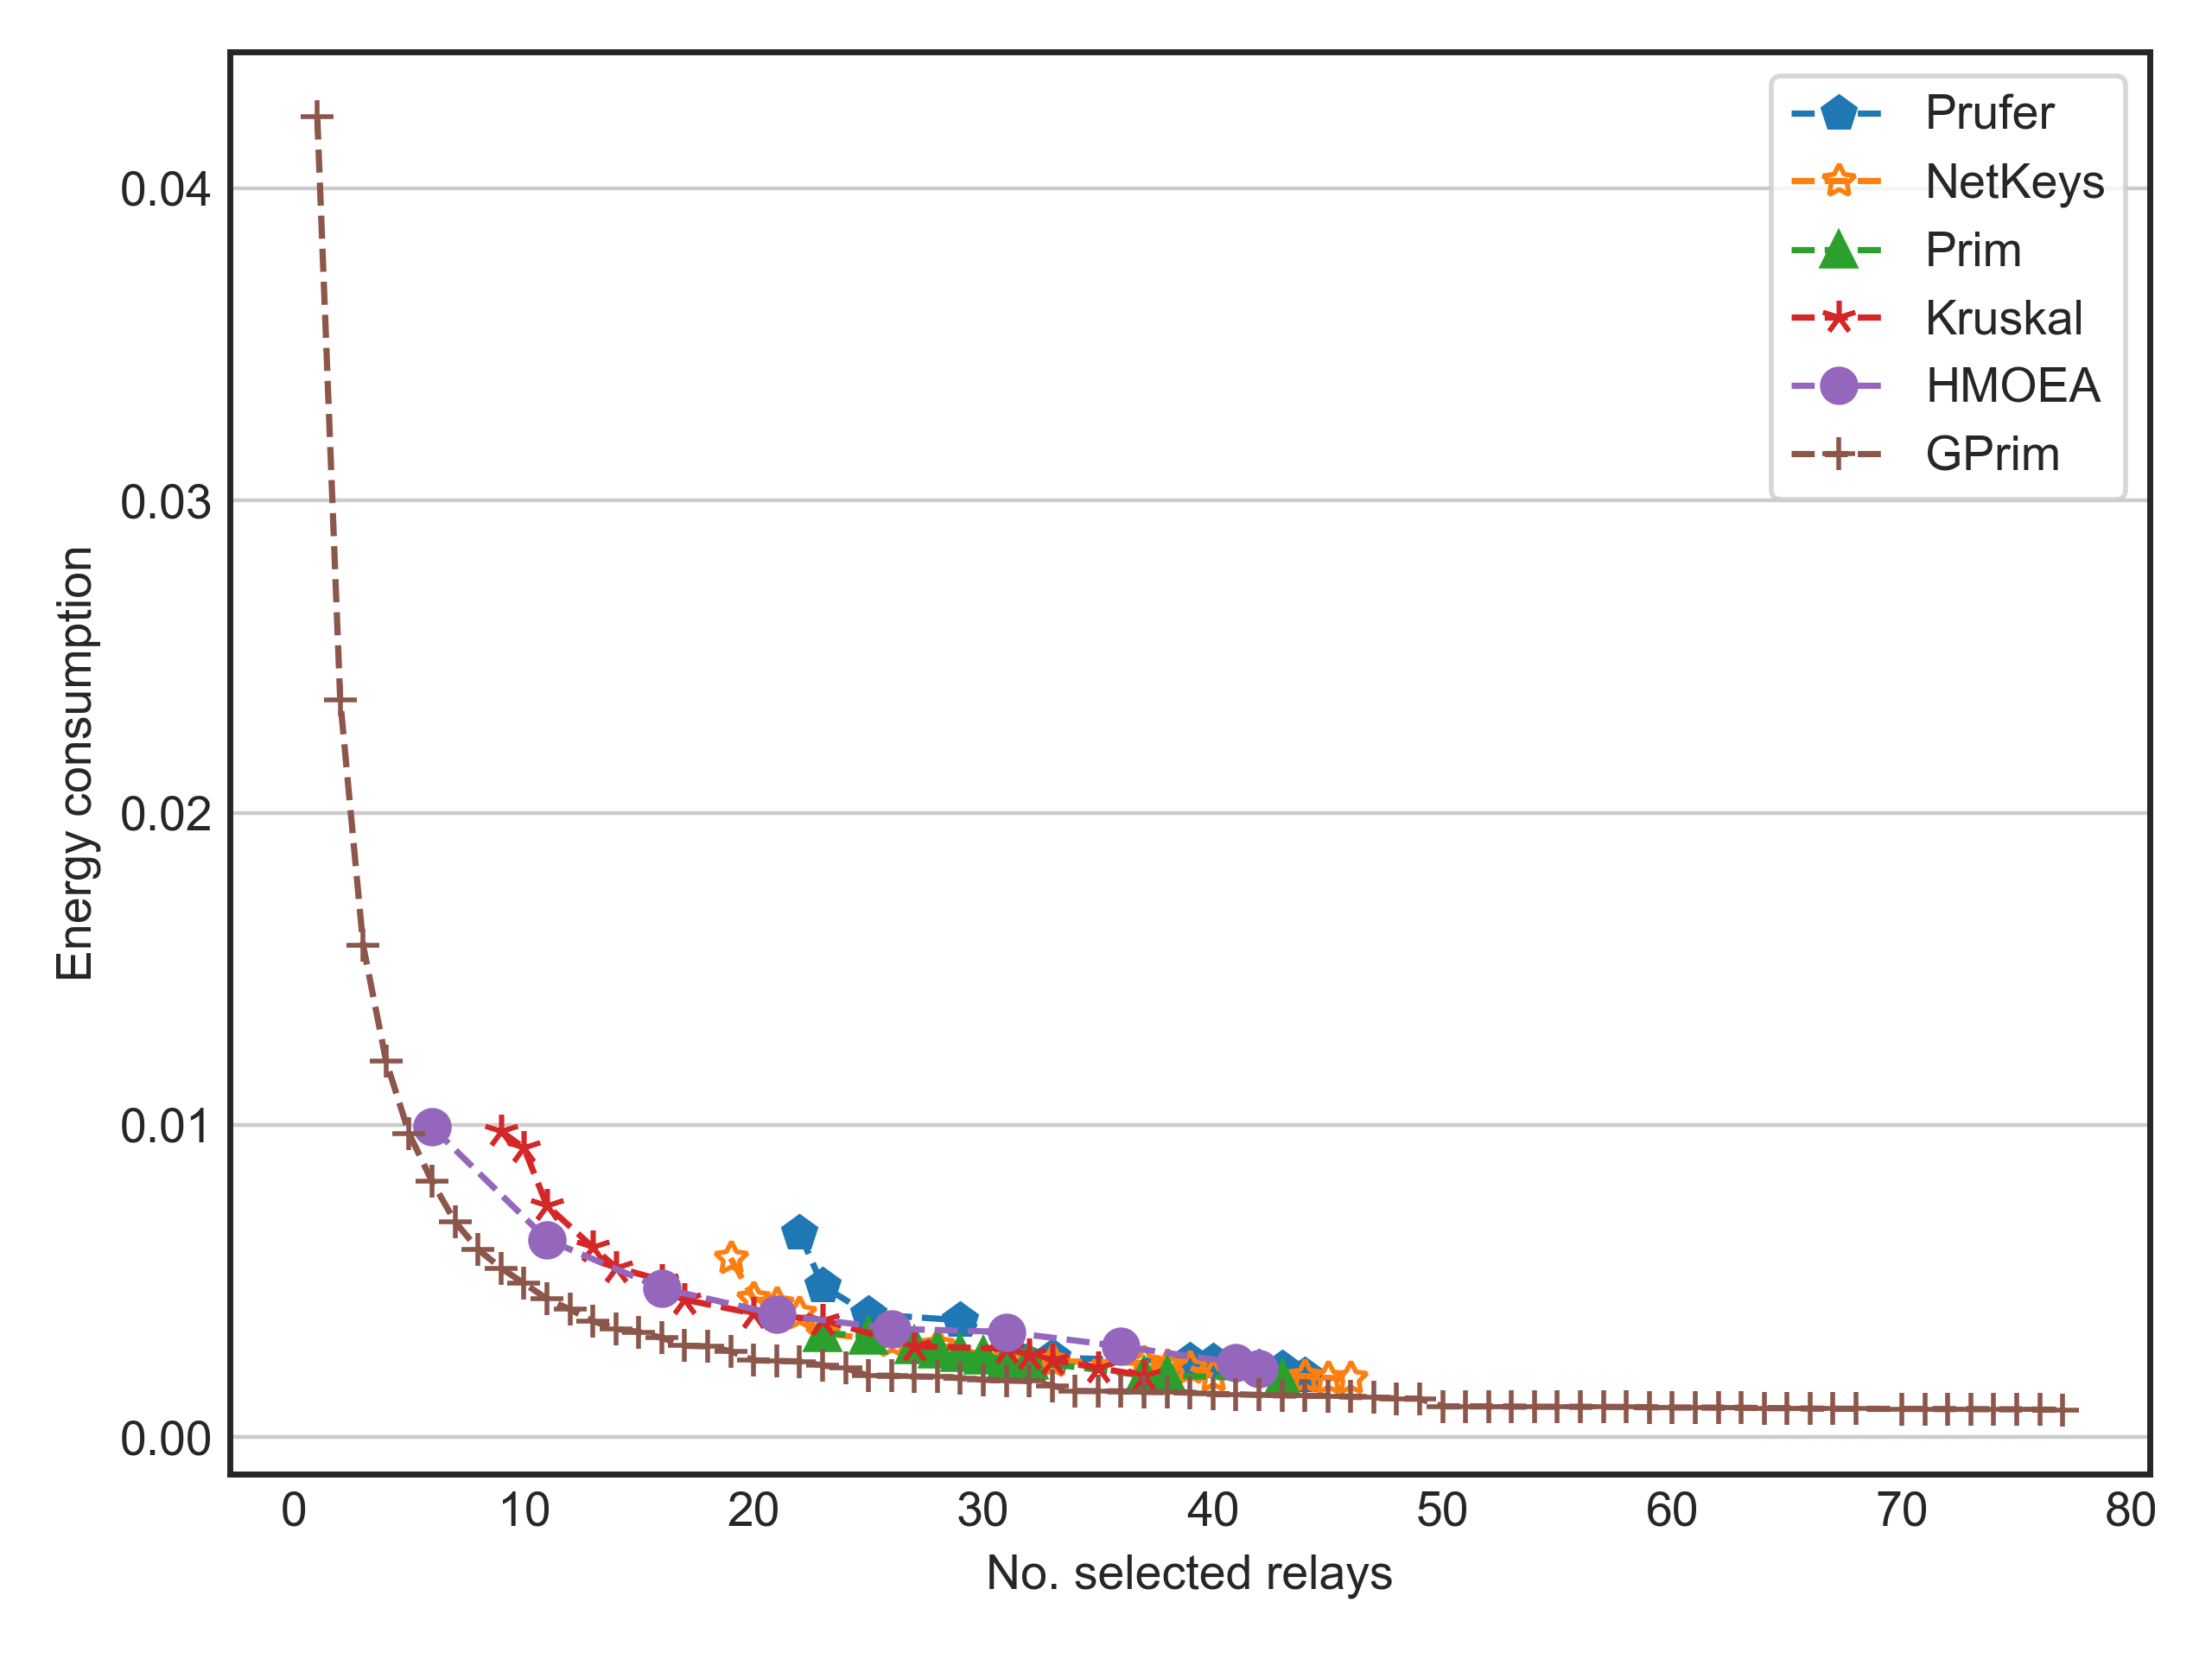 Prufer
NetKeys
Prim
Kruskal
HMOEA
GPrim
Energy consumption
0.04
0.03
0.02
0.01
0.00
0 10 20 30 40 50 60 70 80
No. selected relays